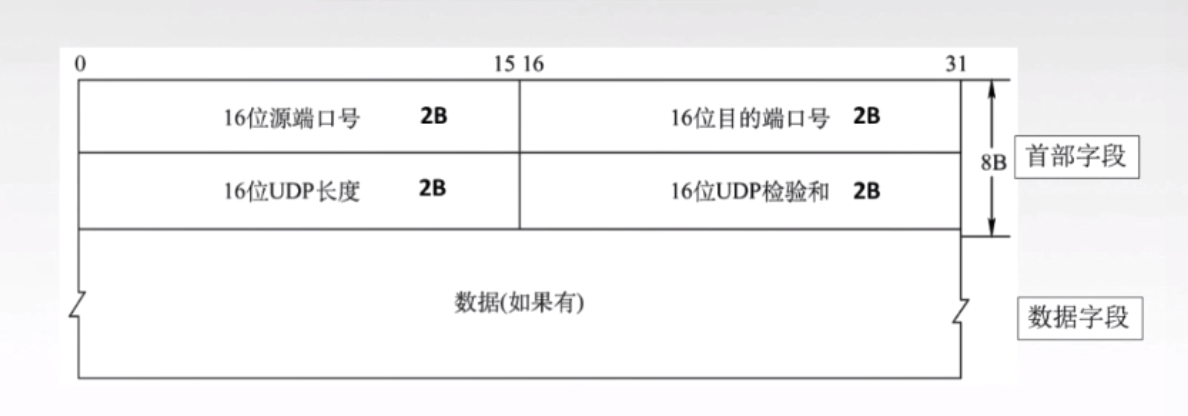 0 15 16 31
16位源端口号 2B 16位目的端口号 2B
首部字段
8B
16位UDP长度 2B 16位UDP检验和 2B
数据(如果有)
数据字段